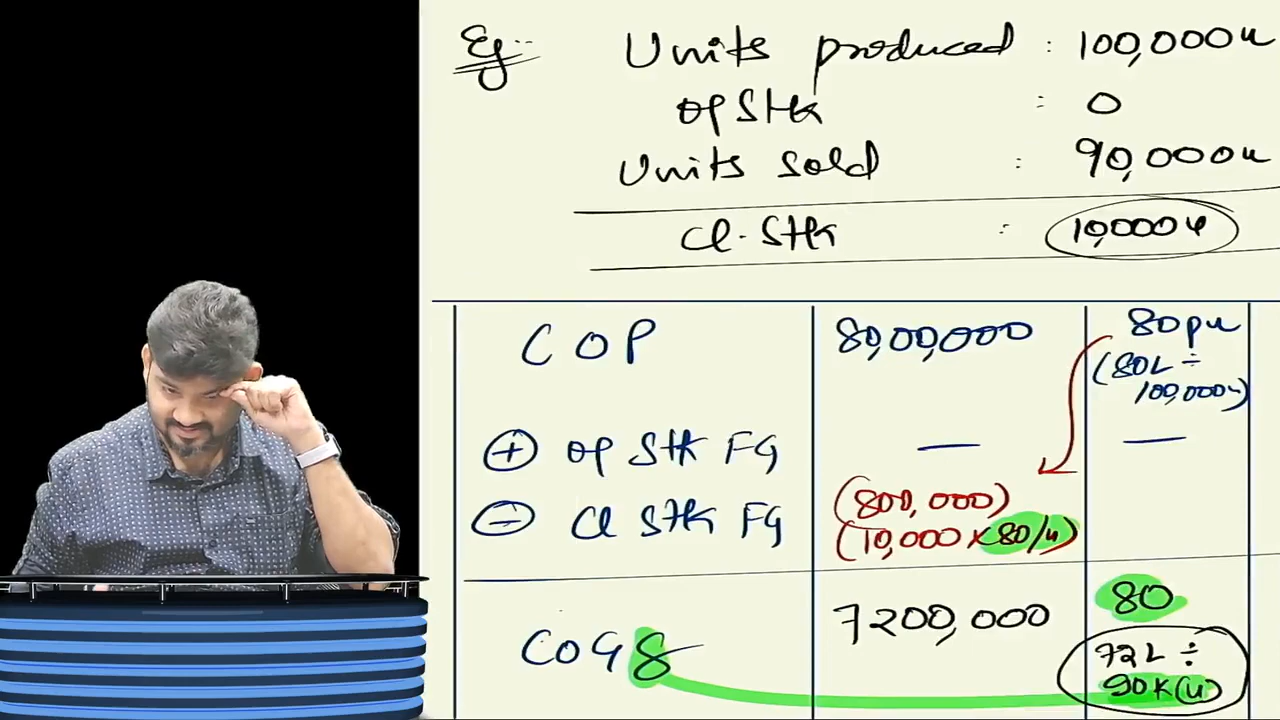 Eg:-
Units produced : 100,000u
Op Stk : 0
Units sold : 90,000u
Cl. Stk : 10,000u
COP 80,00,000 80pu
(80L ÷
100,000u)
+ Op Stk FG — —
- Cl Stk FG (800,000)
(10,000 x 80/u)
COGS 7200,000 80
72L ÷
90K(u)